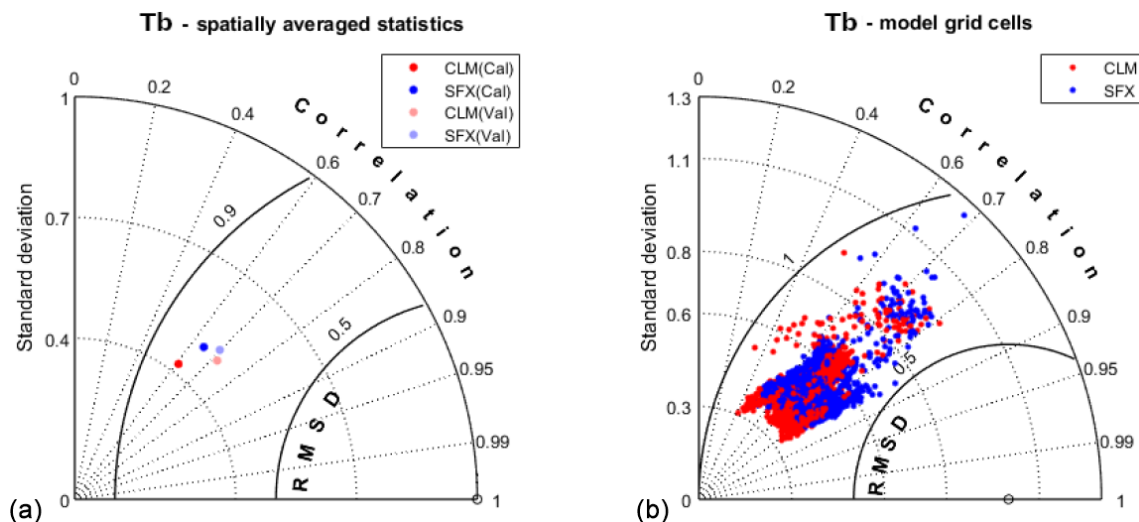 Tb - spatially averaged statistics
CLM(Cal)
SFX(Cal)
CLM(Val)
SFX(Val)
0
0.2
0.4
0.6
0.7
0.8
0.9
0.95
0.99
1
Correlation
1
0.7
0.4
0
Standard deviation
0.9
0.5
RMSD
(a)
Tb - model grid cells
CLM
SFX
0
0.2
0.4
0.6
0.7
0.8
0.9
0.95
0.99
1
Correlation
1.3
1.1
0.8
0.6
0.3
0
Standard deviation
1
0.5
RMSD
(b)